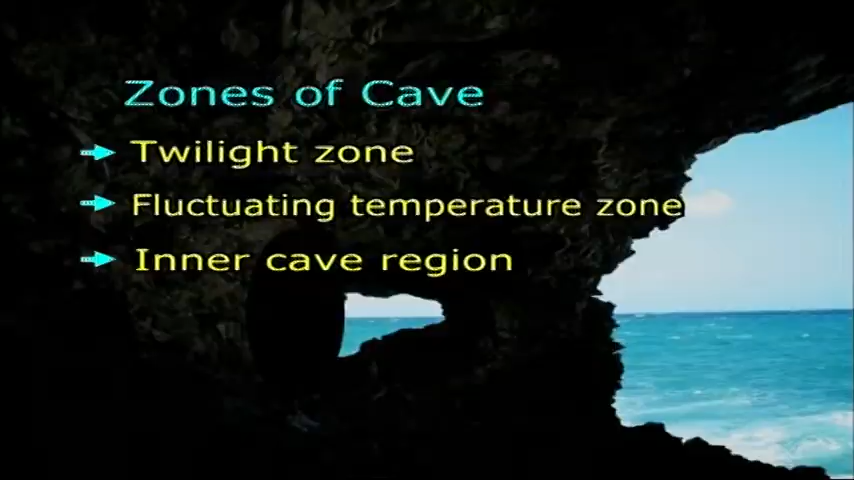 Zones of Cave
Twilight zone
Fluctuating temperature zone
Inner cave region